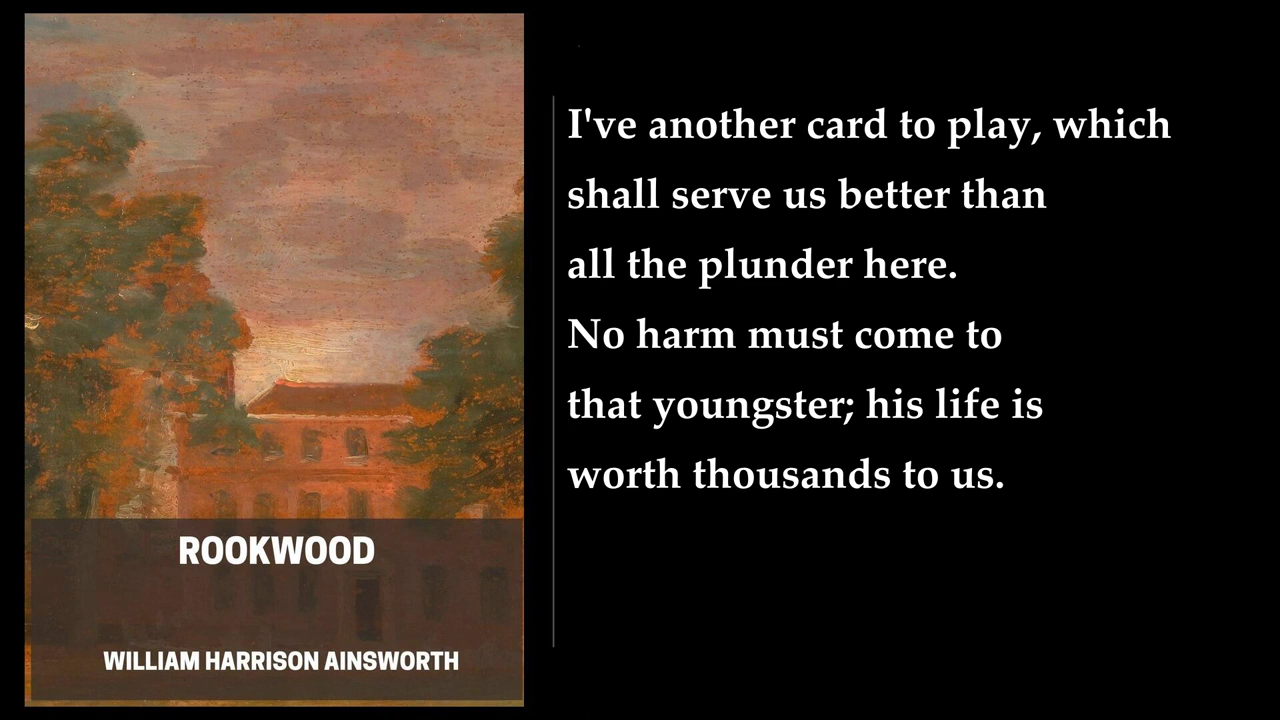 ROOKWOOD
WILLIAM HARRISON AINSWORTH
I've another card to play, which
shall serve us better than
all the plunder here.
No harm must come to
that youngster; his life is
worth thousands to us.